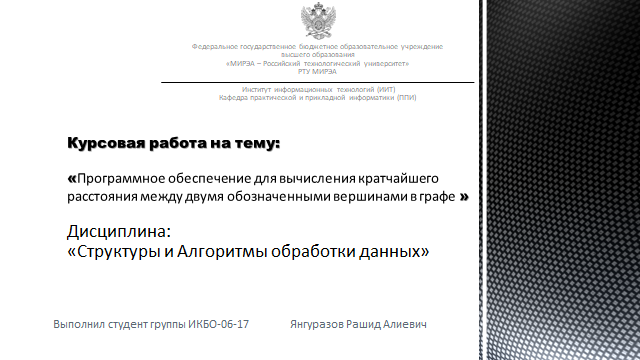 Федеральное государственное бюджетное образовательное учреждение
высшего образования
«МИРЭА – Российский технологический университет»
РТУ МИРЭА
Институт информационных технологий (ИИТ)
Кафедра практической и прикладной информатики (ППИ)
Курсовая работа на тему:
«Программное обеспечение для вычисления кратчайшего
расстояния между двумя обозначенными вершинами в графе »
Дисциплина:
«Структуры и Алгоритмы обработки данных»
Выполнил студент группы ИКБО-06-17 Янгуразов Рашид Алиевич